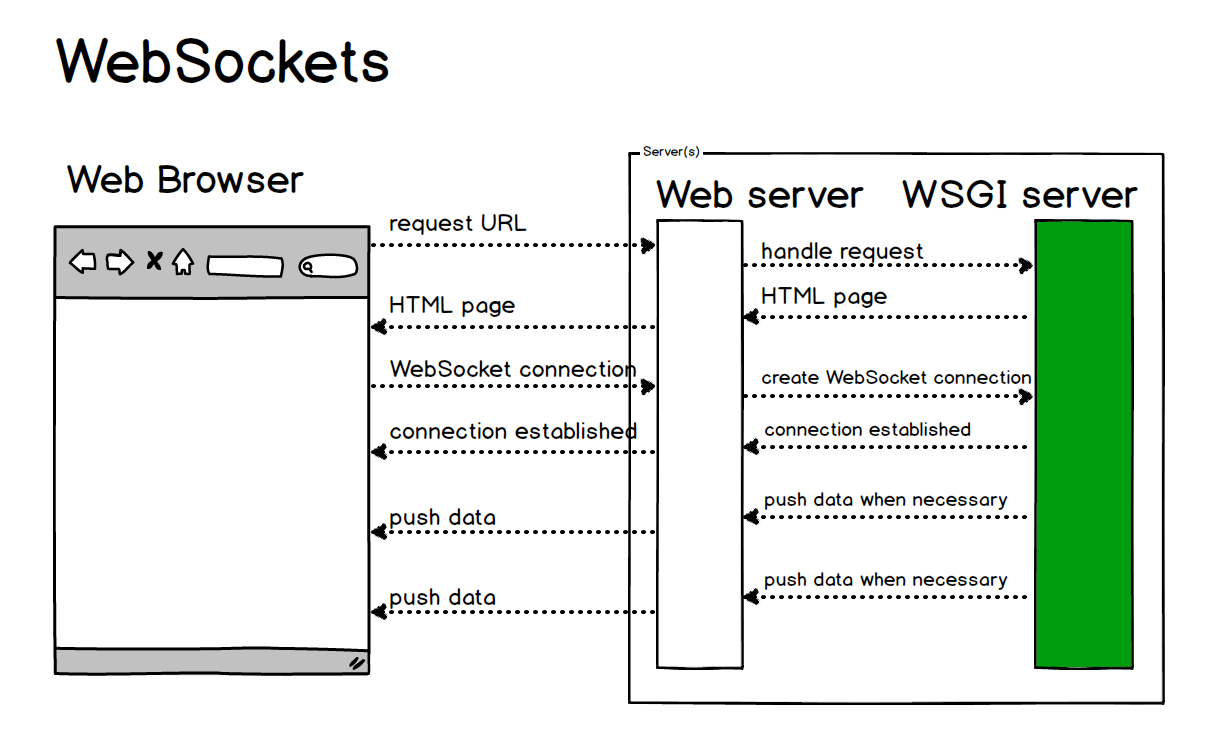 WebSockets
Server(s)
Web Browser
Web server
WSGI server
request URL
handle request
HTML page
HTML page
WebSocket connection
create WebSocket connection
connection established
connection established
push data
push data when necessary
push data
push data when necessary